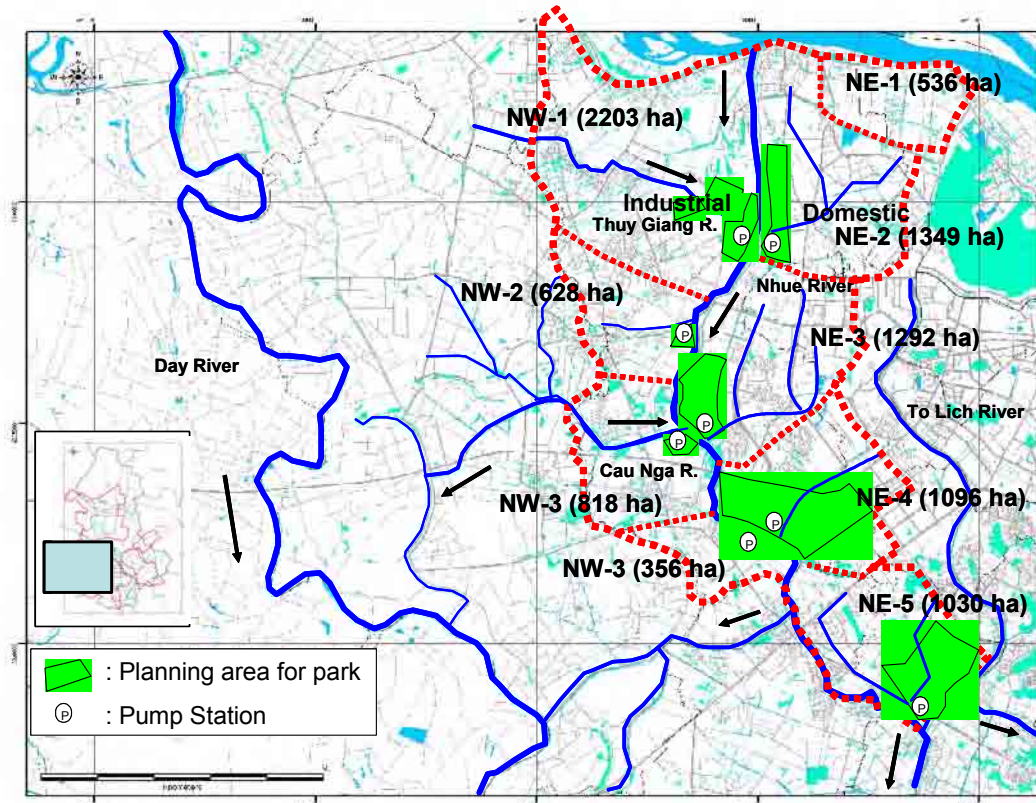 NE-1 (536 ha)
NW-1 (2203 ha)
Industrial
Thuy Giang R.
Domestic
NE-2 (1349 ha)
Nhue River
NW-2 (628 ha)
NE-3 (1292 ha)
Day River
To Lich River
Cau Nga R.
NW-3 (818 ha)
NE-4 (1096 ha)
NW-3 (356 ha)
NE-5 (1030 ha)
P
P
P
P
P
P
P
P
: Planning area for park
P : Pump Station